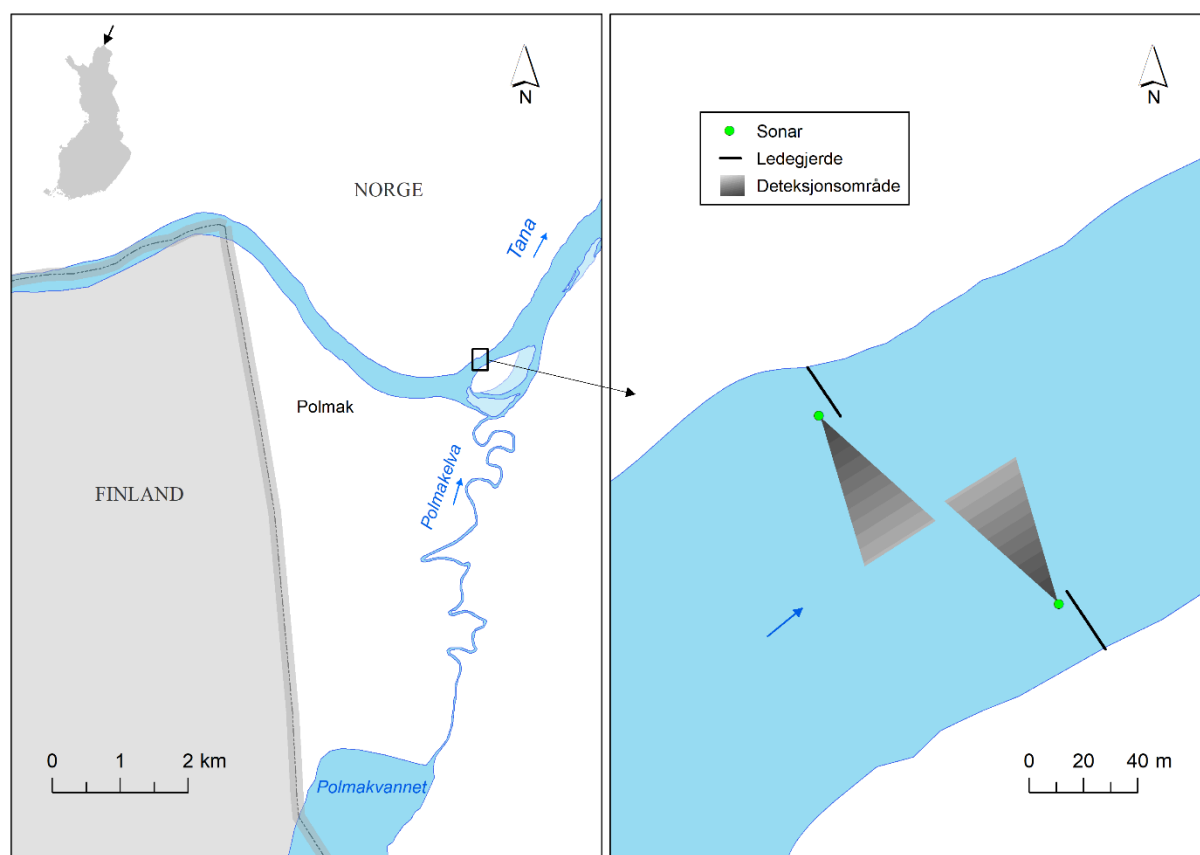 N
NORGE
Tana
Polmak
Polmakelva
FINLAND
0 1 2 km
Polmakvannet
N
Sonar
Ledegjerde
Deteksjonsområde
0 20 40 m